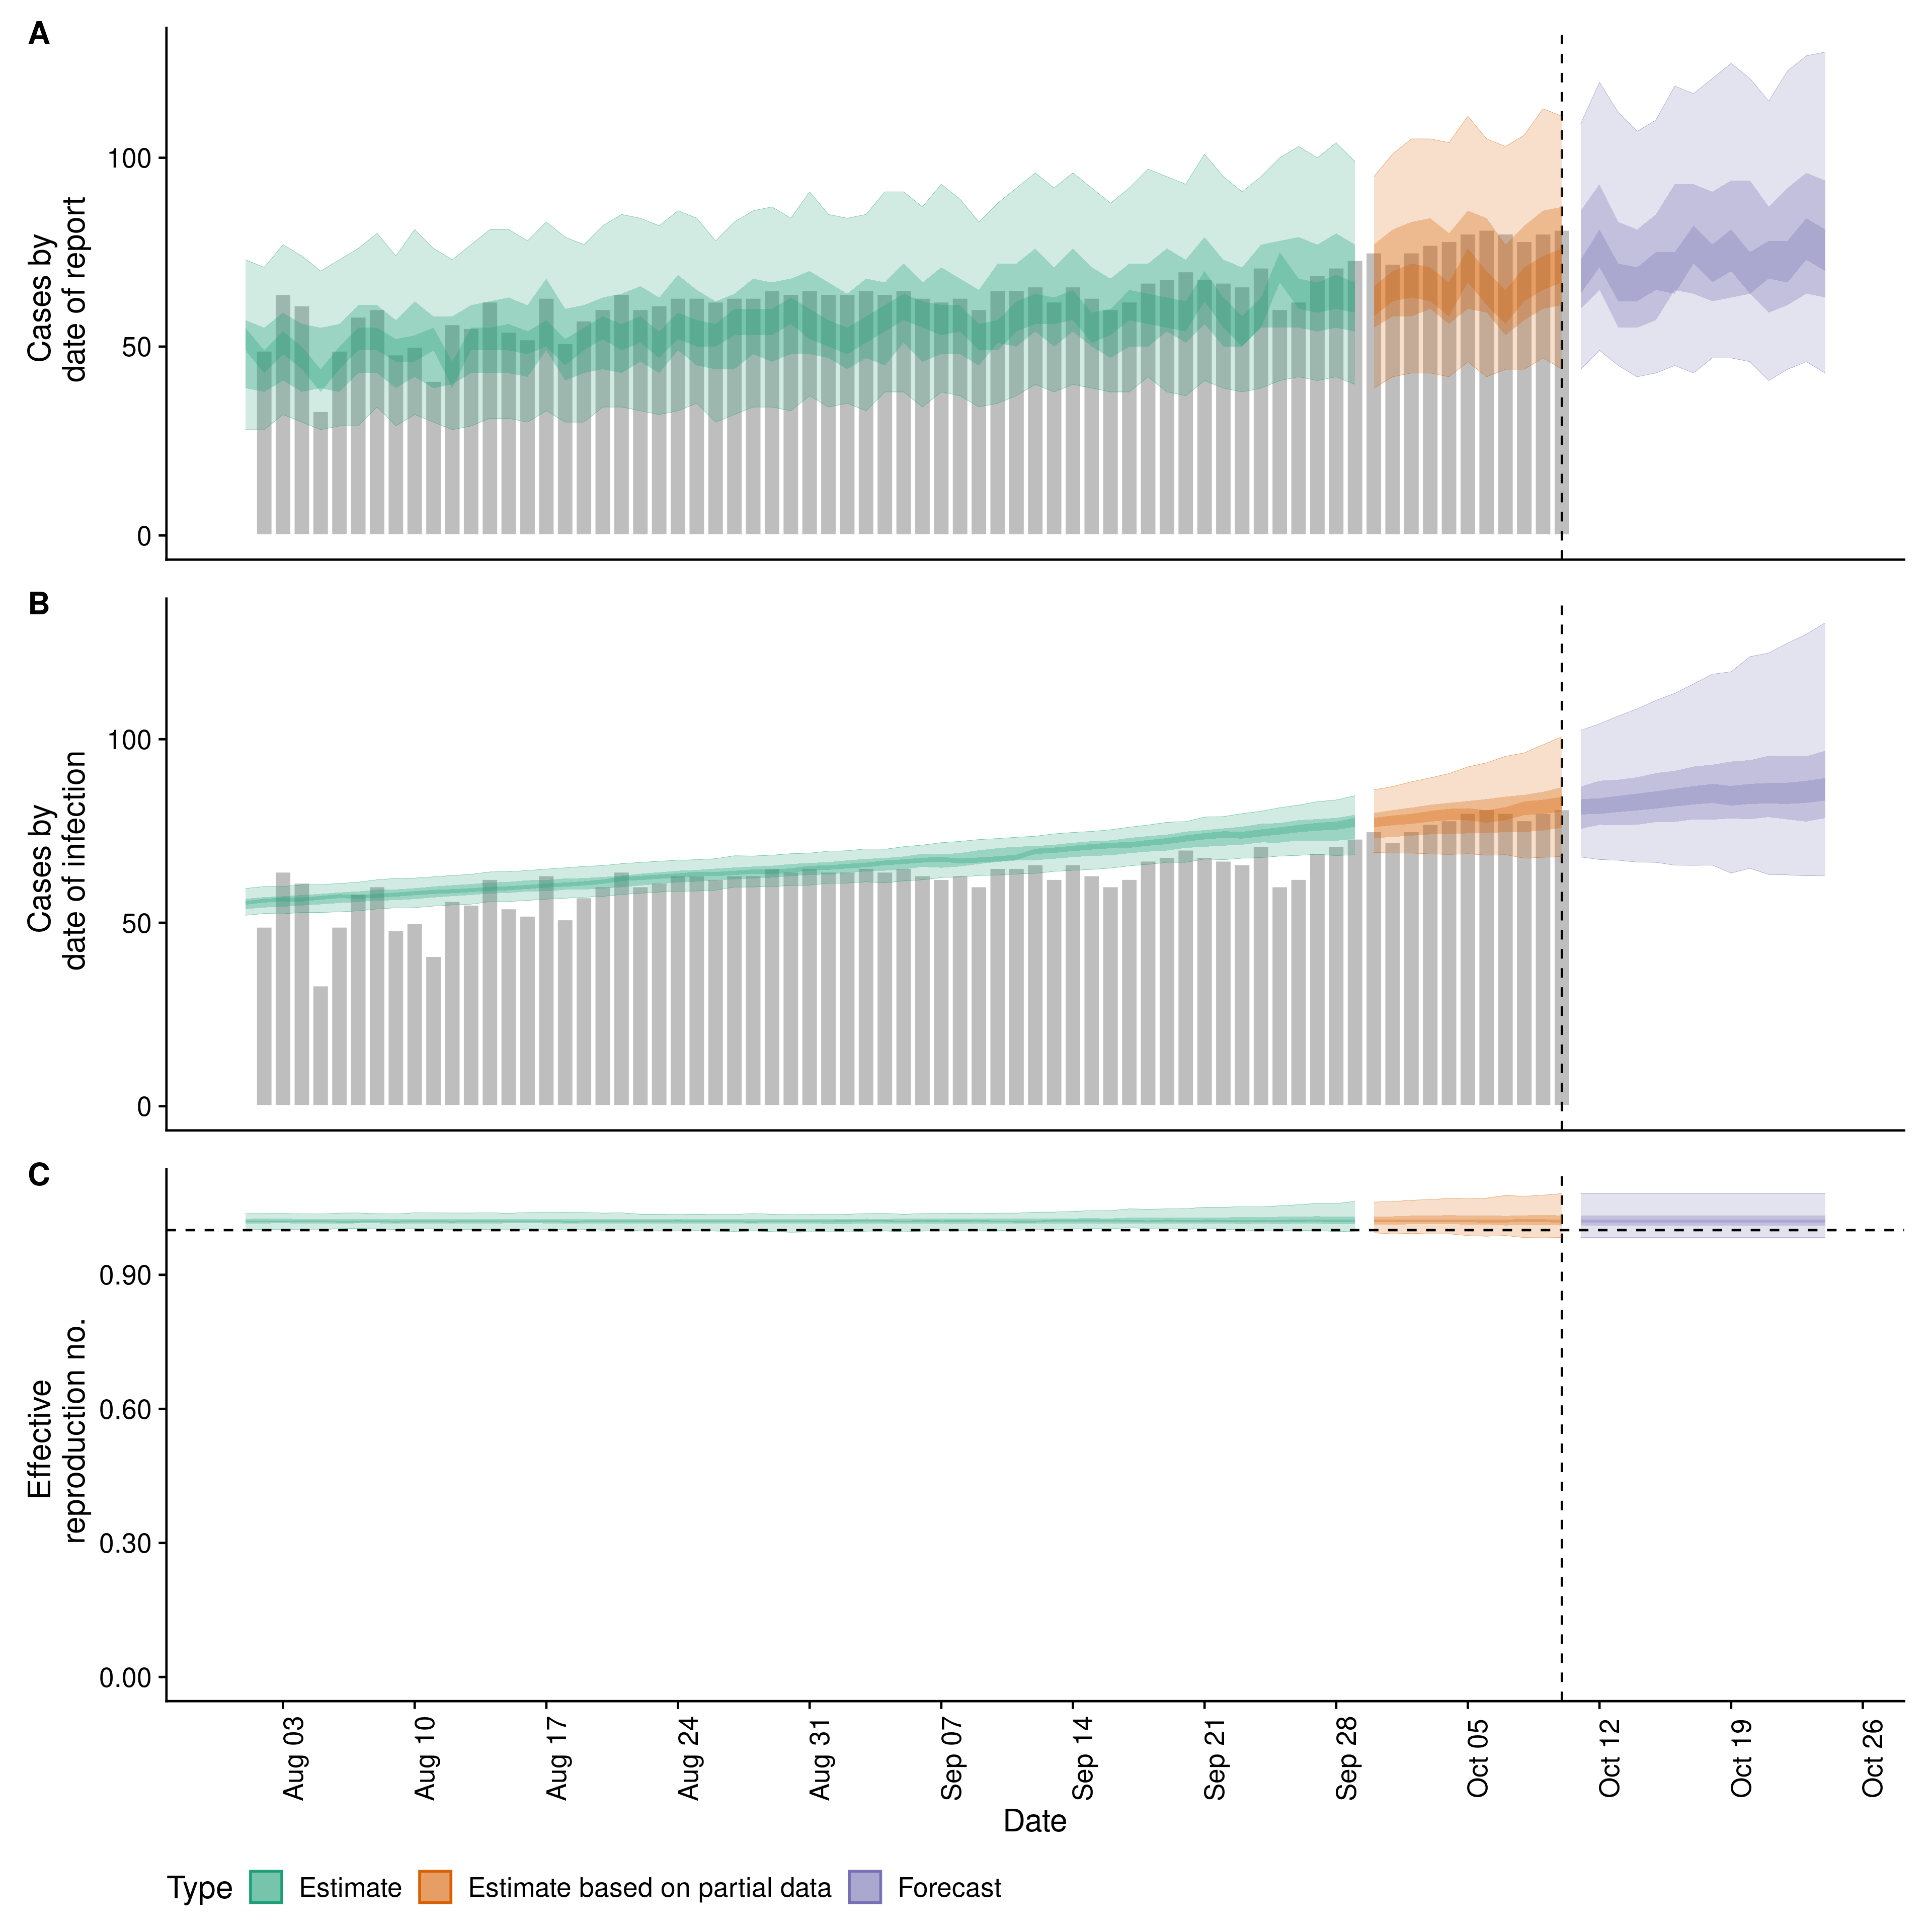 A
Cases by
date of report
100
50
0
B
Cases by
date of infection
100
50
0
C
Effective
reproduction no.
0.90
0.60
0.30
0.00
Aug 03
Aug 10
Aug 17
Aug 24
Aug 31
Sep 07
Sep 14
Sep 21
Sep 28
Oct 05
Oct 12
Oct 19
Oct 26
Date
Type Estimate Estimate based on partial data Forecast